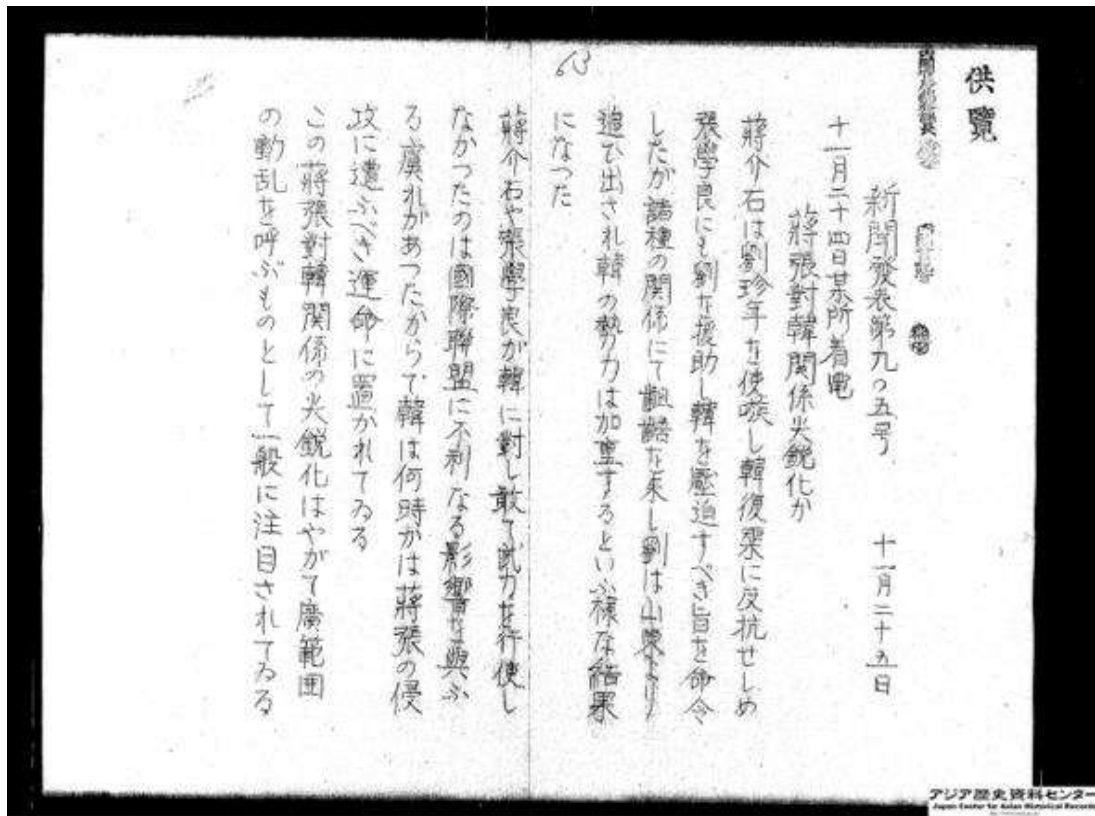 供覽
新聞發表第九〇五号 十一月二十五日
十一月二十四日某所着電
蔣張對韓関係尖鋭化か
蔣介石は劉珍年を使嗾し韓復榘に反抗せしめ
張學良にも劉を援助し韓を壓迫すべき旨を命令
したが諸種の関係にて齟齬を来し劉は山東より
追ひ出され韓の勢力は加重するといふ様な結果
になつた
蔣介石や張學良が韓に對し敢て武力を行使し
なかつたのは國際聯盟に不利なる影響を與ふ
る虞れがあつたからで韓は何時かは蔣張の侵
攻に遭ふべき運命に置かれてゐる
この蔣張對韓関係の尖鋭化はやがて廣範囲
の動乱を呼ぶものとして一般に注目されてゐる
63
アジア歴史資料センター
Japan Center for Asian Historical Records